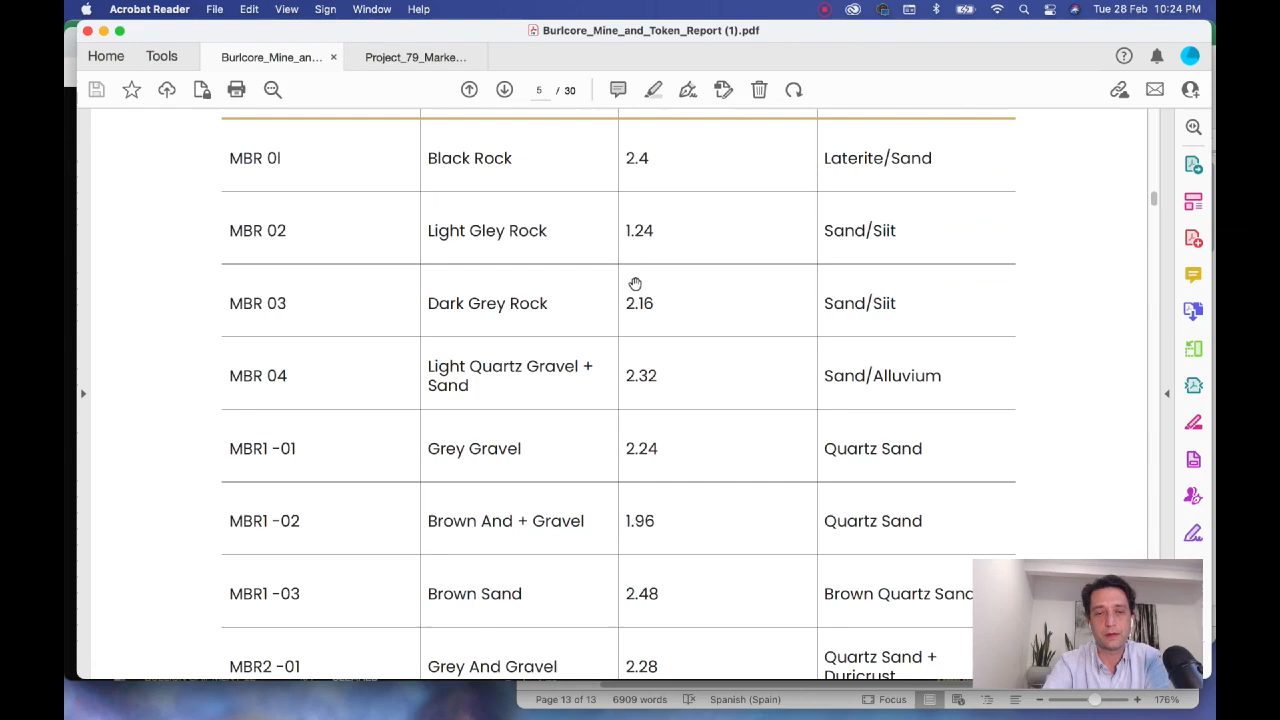 Acrobat Reader File Edit View Sign Window Help
Tue 28 Feb 10:24 PM
Burlcore_Mine_and_Token_Report (1).pdf
Home Tools Burlcore_Mine_an... × Project_79_Marke...
5 / 30
MBR 0l Black Rock 2.4 Laterite/Sand
MBR 02 Light Gley Rock 1.24 Sand/Siit
MBR 03 Dark Grey Rock 2.16 Sand/Siit
MBR 04 Light Quartz Gravel +
Sand 2.32 Sand/Alluvium
MBR1 -01 Grey Gravel 2.24 Quartz Sand
MBR1 -02 Brown And + Gravel 1.96 Quartz Sand
MBR1 -03 Brown Sand 2.48 Brown Quartz Sand
MBR2 -01 Grey And Gravel 2.28 Quartz Sand +
Duricrust
Page 13 of 13 6909 words Spanish (Spain) Focus 176%